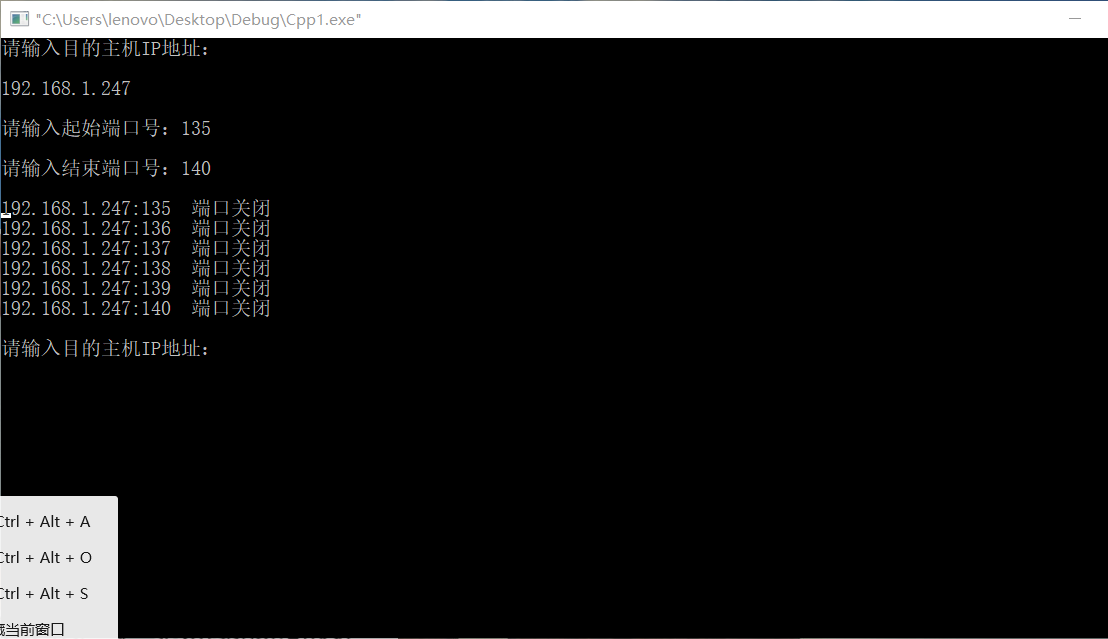 "C:\Users\lenovo\Desktop\Debug\Cpp1.exe"
请输入目的主机IP地址:
192.168.1.247
请输入起始端口号: 135
请输入结束端口号: 140
192.168.1.247:135  端口关闭
192.168.1.247:136  端口关闭
192.168.1.247:137  端口关闭
192.168.1.247:138  端口关闭
192.168.1.247:139  端口关闭
192.168.1.247:140  端口关闭
请输入目的主机IP地址:
Ctrl + Alt + A
Ctrl + Alt + O
Ctrl + Alt + S
当前窗口